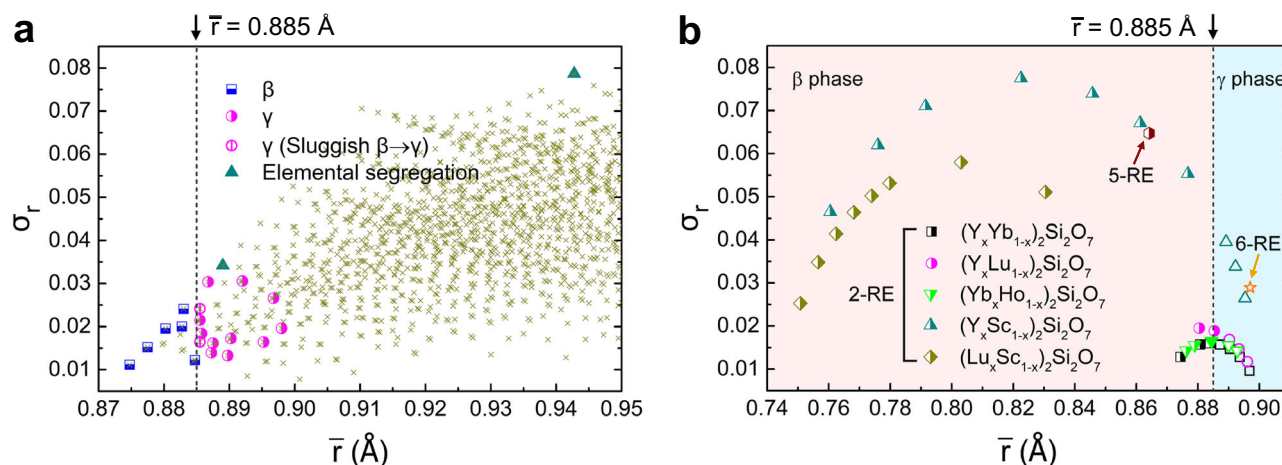 a
r̄ = 0.885 Å
0.08
0.07
0.06
0.05
0.04
0.03
0.02
0.01
σr
β
γ
γ (Sluggish β→γ)
Elemental segregation
0.87 0.88 0.89 0.90 0.91 0.92 0.93 0.94 0.95
r̄ (Å)
b
r̄ = 0.885 Å
β phase
γ phase
0.08
0.07
0.06
0.05
0.04
0.03
0.02
0.01
0.00
σr
5-RE
6-RE
2-RE
(YxYb1-x)2Si2O7
(YxLu1-x)2Si2O7
(YbxHo1-x)2Si2O7
(YxSc1-x)2Si2O7
(LuxSc1-x)2Si2O7
0.74 0.76 0.78 0.80 0.82 0.84 0.86 0.88 0.90
r̄ (Å)